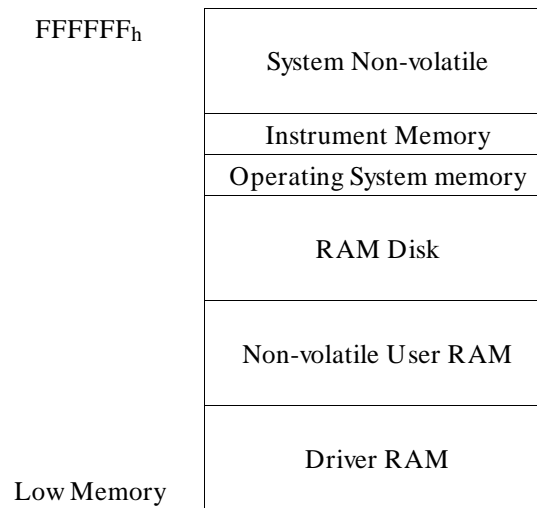 FFFFFFh
System Non-volatile
Instrument Memory
Operating System memory
RAM Disk
Non-volatile User RAM
Driver RAM
Low Memory